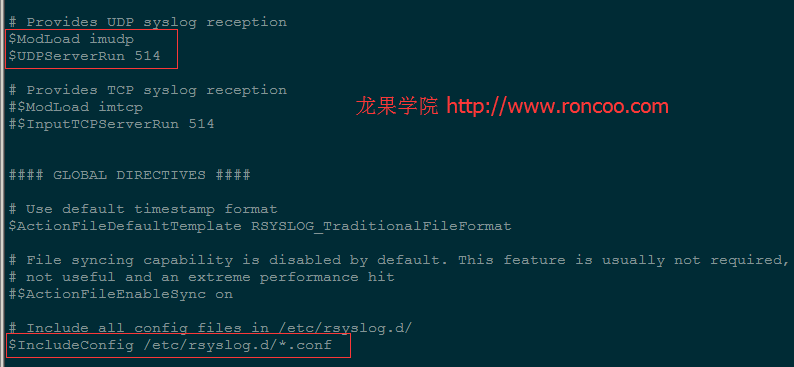 # Provides UDP syslog reception
$ModLoad imudp
$UDPServerRun 514
# Provides TCP syslog reception
#$ModLoad imtcp
#$InputTCPServerRun 514
龙果学院 http://www.roncoo.com
#### GLOBAL DIRECTIVES ####
# Use default timestamp format
$ActionFileDefaultTemplate RSYSLOG_TraditionalFileFormat
# File syncing capability is disabled by default. This feature is usually not required,
# not useful and an extreme performance hit
#$ActionFileEnableSync on
# Include all config files in /etc/rsyslog.d/
$IncludeConfig /etc/rsyslog.d/*.conf